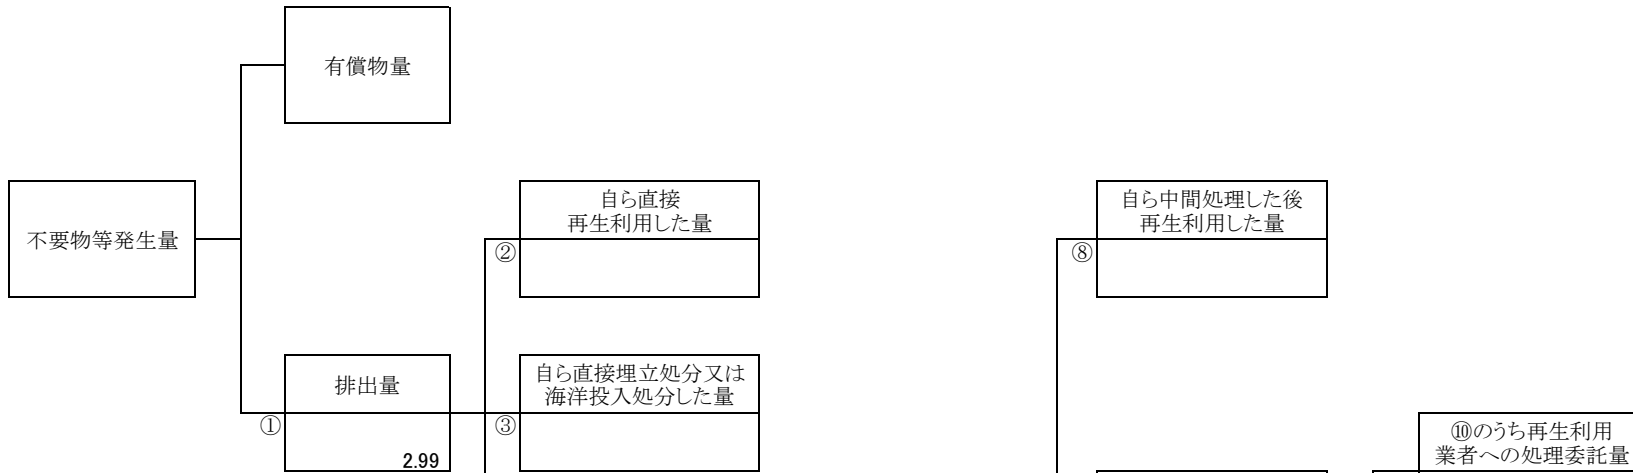 有償物量
不要物等発生量
自ら直接
再生利用した量
②
自ら中間処理した後
再生利用した量
⑧
排出量
①
2.99
自ら直接埋立処分又は
海洋投入処分した量
③
⑩のうち再生利用
業者への処理委託量